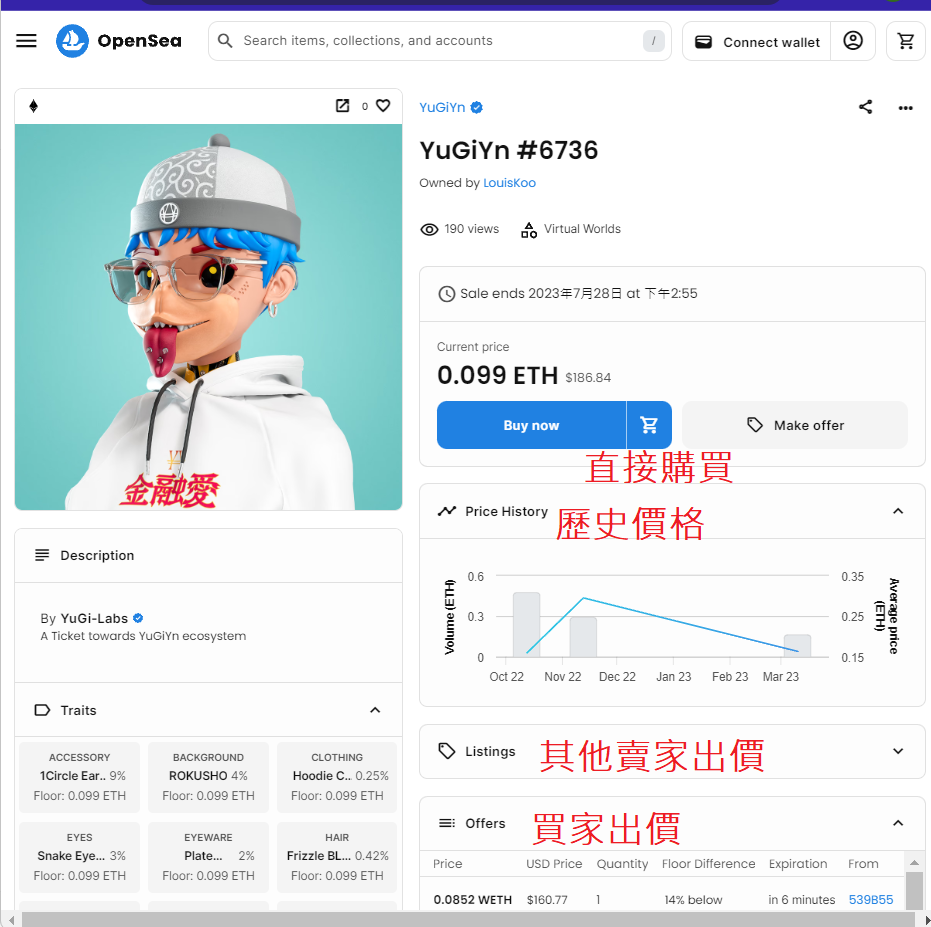 OpenSea
Search items, collections, and accounts
/
Connect wallet
0
YuGiYn
YuGiYn #6736
Owned by LouisKoo
190 views
Virtual Worlds
Sale ends 2023年7月28日 at 下午2:55
Current price
0.099 ETH $186.84
Buy now
Make offer
直接購買
金融愛
Price History
歷史價格
Volume (ETH)
0.6
0.3
0
0.35
0.25
0.15
Average price (ETH)
Oct 22 Nov 22 Dec 22 Jan 23 Feb 23 Mar 23
Description
By YuGi-Labs
A Ticket towards YuGiYn ecosystem
Traits
ACCESSORY
1Circle Ear.. 9%
Floor: 0.099 ETH
BACKGROUND
ROKUSHO 4%
Floor: 0.099 ETH
CLOTHING
Hoodie C... 0.25%
Floor: 0.099 ETH
EYES
Snake Eye... 3%
Floor: 0.099 ETH
EYEWARE
Plate... 2%
Floor: 0.099 ETH
HAIR
Frizzle BL... 0.42%
Floor: 0.099 ETH
Listings
其他賣家出價
Offers
買家出價
Price USD Price Quantity Floor Difference Expiration From
0.0852 WETH $160.77 1 14% below in 6 minutes 539B55